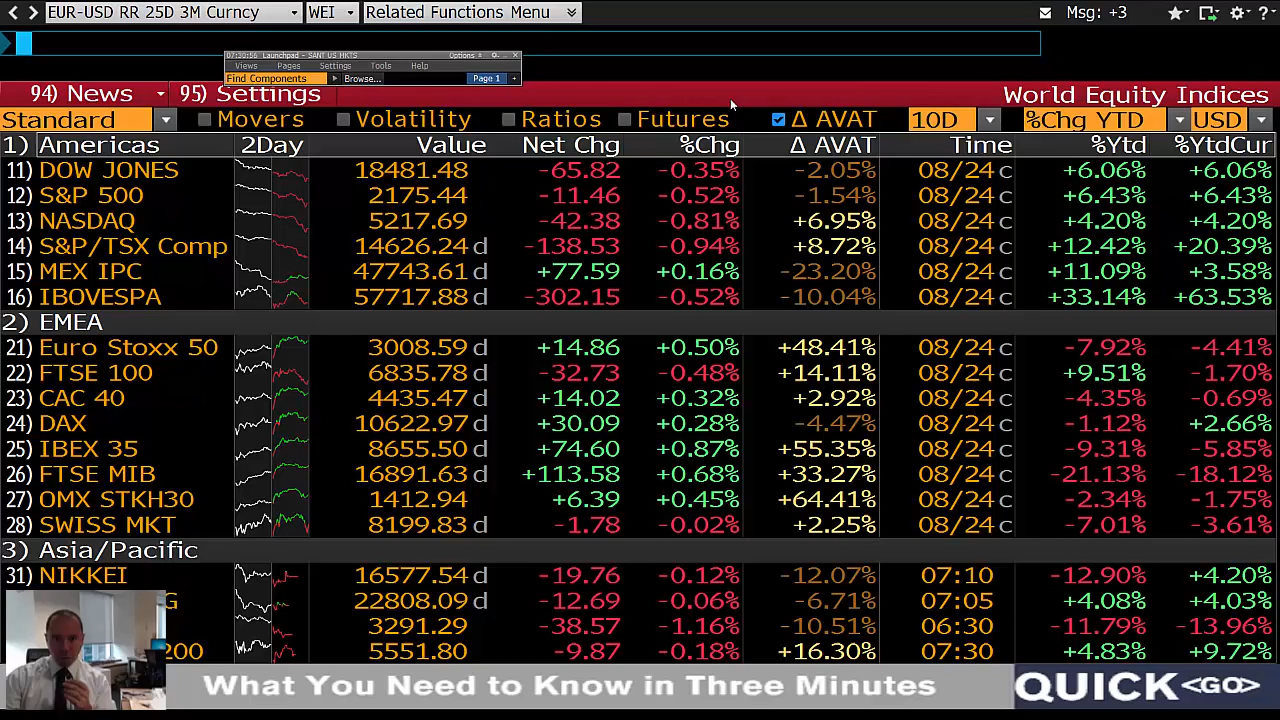 EUR-USD RR 25D 3M Curncy WEI Related Functions Menu Msg: +3
07:30:56 Launchpad - SANT US MKTS Options
Views Pages Settings Tools Help
Find Components Browse... Page 1
94) News 95) Settings World Equity Indices
Standard Movers Volatility Ratios Futures Δ AVAT 10D %Chg YTD USD
1) Americas 2Day Value Net Chg %Chg Δ AVAT Time %Ytd %YtdCur
11) DOW JONES 18481.48 -65.82 -0.35% -2.05% 08/24 c +6.06% +6.06%
12) S&P 500 2175.44 -11.46 -0.52% -1.54% 08/24 c +6.43% +6.43%
13) NASDAQ 5217.69 -42.38 -0.81% +6.95% 08/24 c +4.20% +4.20%
14) S&P/TSX Comp 14626.24 d -138.53 -0.94% +8.72% 08/24 c +12.42% +20.39%
15) MEX IPC 47743.61 d +77.59 +0.16% -23.20% 08/24 c +11.09% +3.58%
16) IBOVESPA 57717.88 d -302.15 -0.52% -10.04% 08/24 c +33.14% +63.53%
2) EMEA
21) Euro Stoxx 50 3008.59 d +14.86 +0.50% +48.41% 08/24 c -7.92% -4.41%
22) FTSE 100 6835.78 d -32.73 -0.48% +14.11% 08/24 c +9.51% -1.70%
23) CAC 40 4435.47 d +14.02 +0.32% +2.92% 08/24 c -4.35% -0.69%
24) DAX 10622.97 d +30.09 +0.28% -4.47% 08/24 c -1.12% +2.66%
25) IBEX 35 8655.50 d +74.60 +0.87% +55.35% 08/24 c -9.31% -5.85%
26) FTSE MIB 16891.63 d +113.58 +0.68% +33.27% 08/24 c -21.13% -18.12%
27) OMX STKH30 1412.94 +6.39 +0.45% +64.41% 08/24 c -2.34% -1.75%
28) SWISS MKT 8199.83 d -1.78 -0.02% +2.25% 08/24 c -7.01% -3.61%
3) Asia/Pacific
31) NIKKEI 16577.54 d -19.76 -0.12% -12.07% 07:10 -12.90% +4.20%
G 22808.09 d -12.69 -0.06% -6.71% 07:05 +4.08% +4.03%
3291.29 -38.57 -1.16% -10.51% 06:30 -11.79% -13.96%
200 5551.80 -9.87 -0.18% +16.30% 07:30 +4.83% +9.72%
What You Need to Know in Three Minutes QUICK <GO>